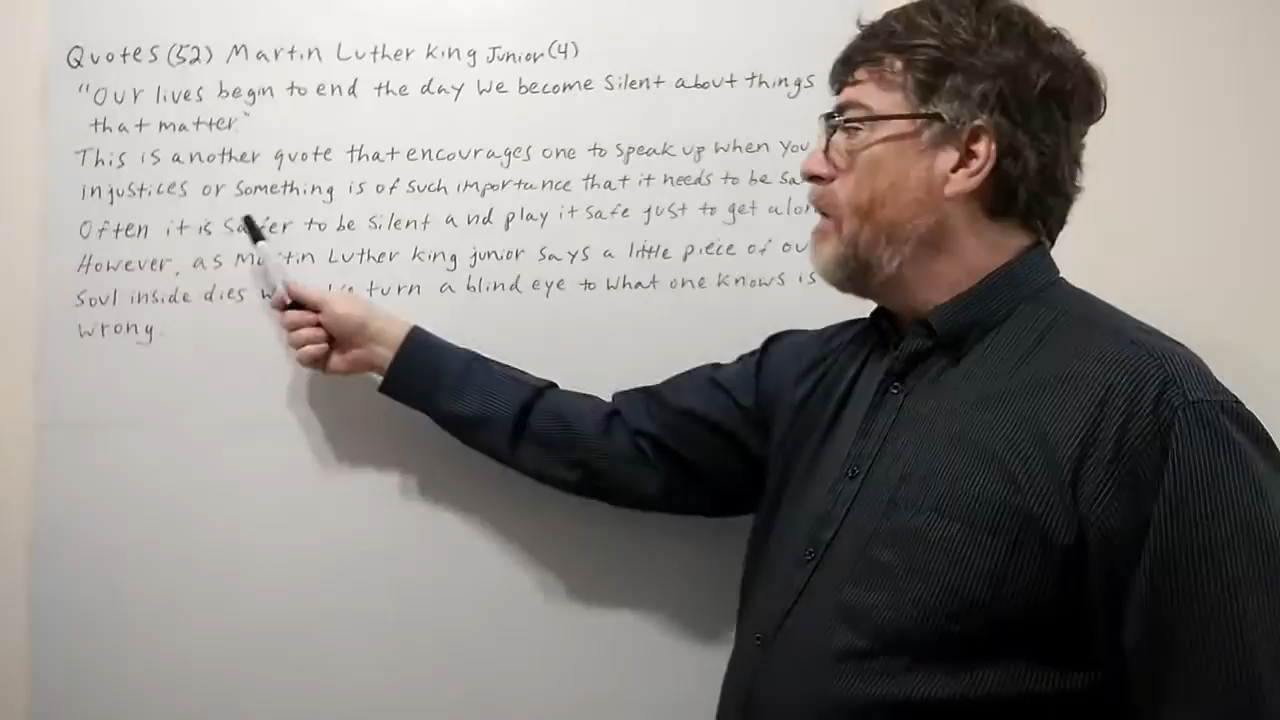 Quotes (52) Martin Luther King Junior (4)
"Our lives begin to end the day we become silent about things
that matter."
This is another quote that encourages one to speak up when you
injustices or something is of such importance that it needs to be
Often it is safer to be silent and play it safe just to get
However, as Martin Luther King junior says a little piece of
Soul inside dies turn a blind eye to what one knows is
wrong.